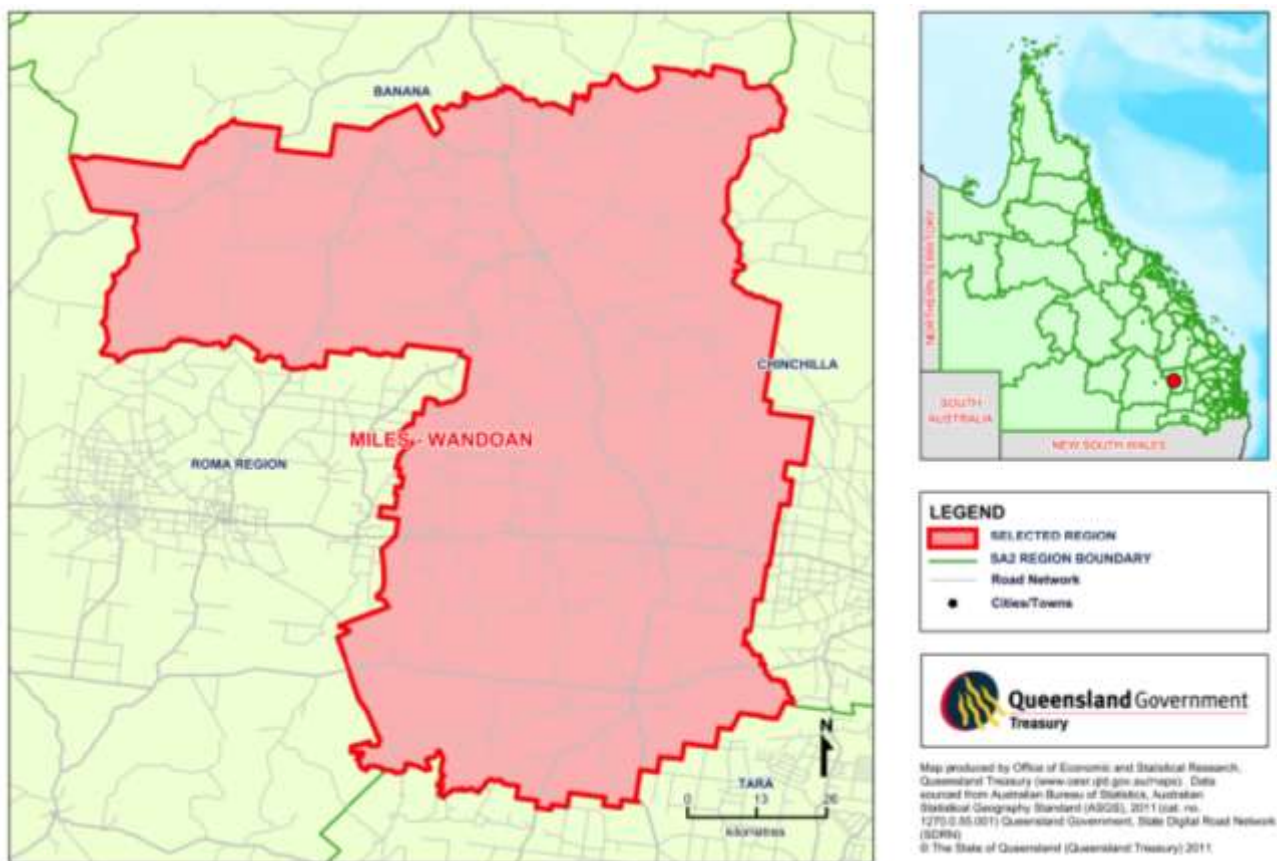 BANANA
CHINCHILLA
MILES - WANDOAN
ROMA REGION
TARA
N
0 13 26
kilometres
NORTHERN TERRITORY
SOUTH
AUSTRALIA
NEW SOUTH WALES
LEGEND
SELECTED REGION
SA2 REGION BOUNDARY
Road Network
Cities/Towns
Queensland Government
Treasury
Map produced by Office of Economic and Statistical Research,
Queensland Treasury (www.oesr.qld.gov.au/maps). Data
sourced from Australian Bureau of Statistics, Australian
Statistical Geography Standard (ASGS), 2011 (cat. no.
1270.0.55.001) Queensland Government, State Digital Road Network
(SDRN)
© The State of Queensland (Queensland Treasury) 2011